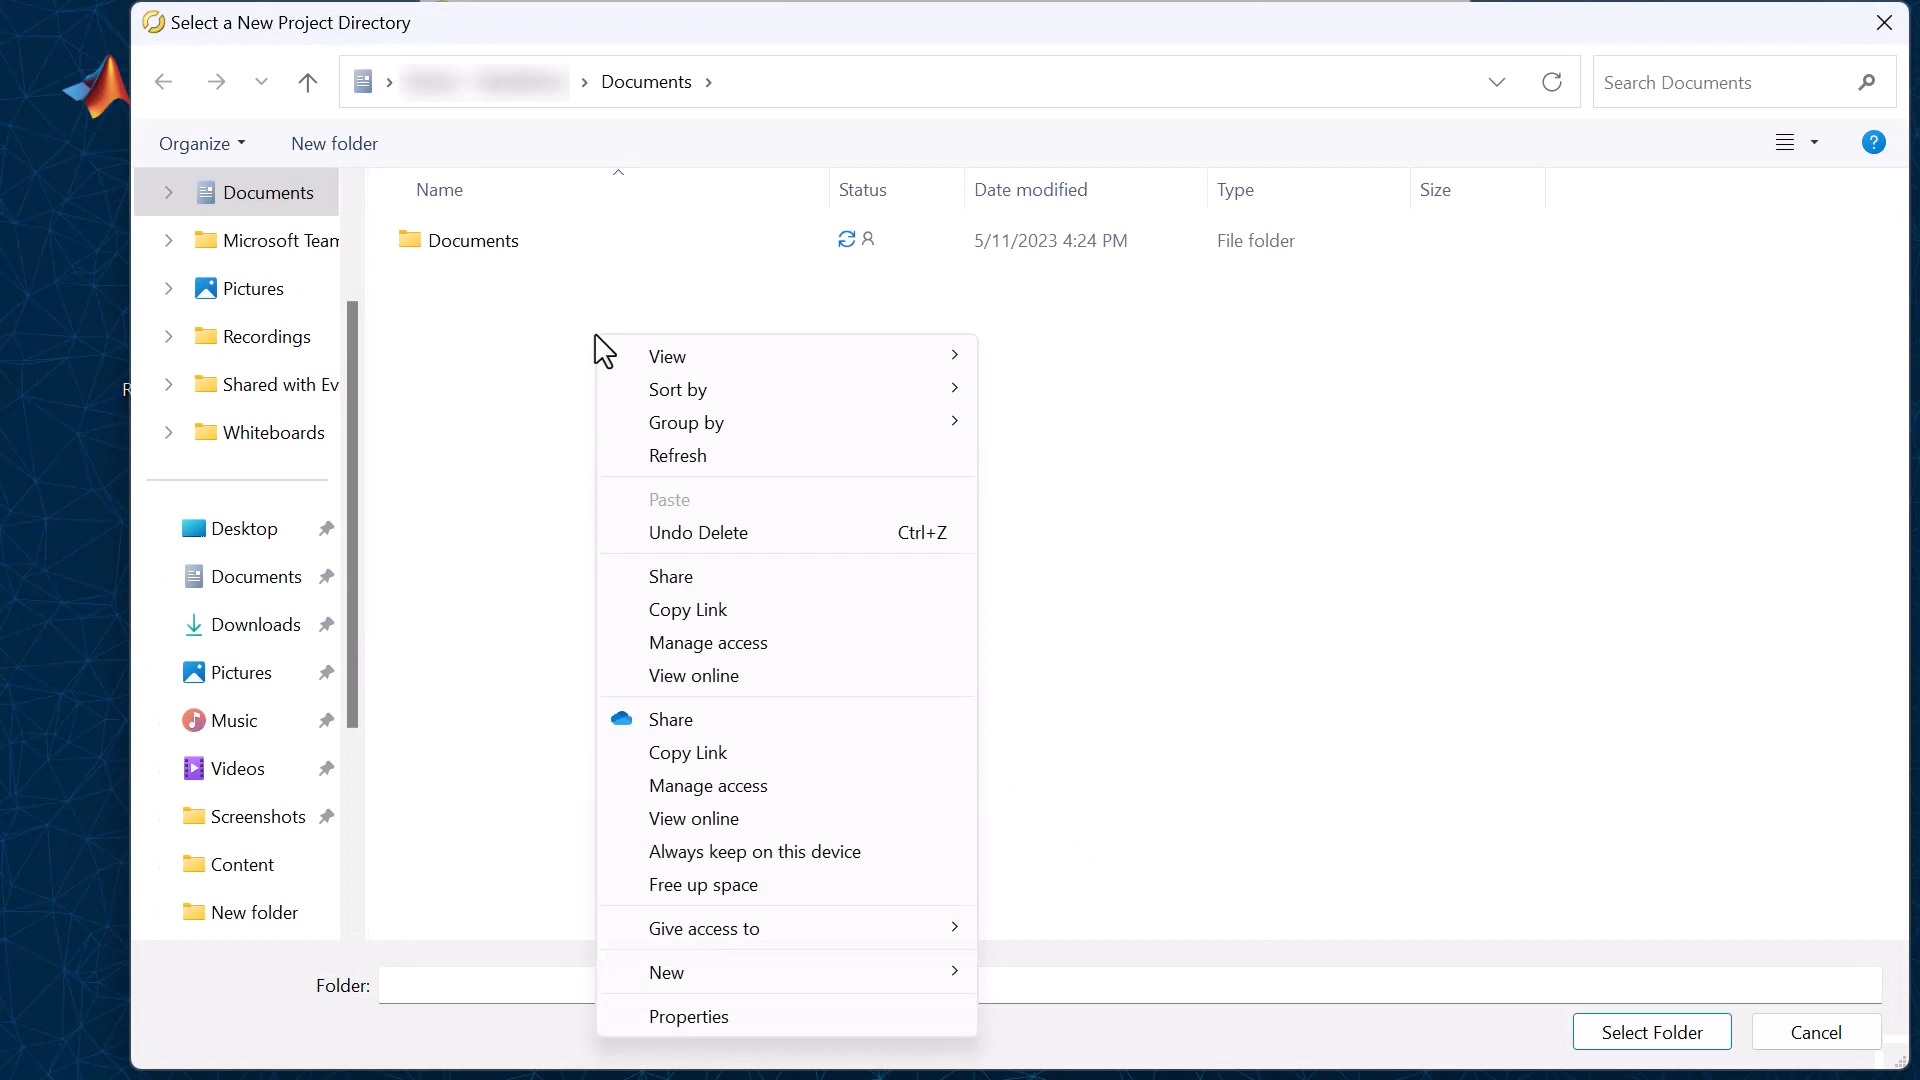 Select a New Project Directory
Documents
Search Documents
Organize
New folder
Name Status Date modified Type Size
Documents 5/11/2023 4:24 PM File folder
Documents
Microsoft Team
Pictures
Recordings
Shared with Ev
Whiteboards
Desktop
Documents
Downloads
Pictures
Music
Videos
Screenshots
Content
New folder
R
View
Sort by
Group by
Refresh
Paste
Undo Delete Ctrl+Z
Share
Copy Link
Manage access
View online
Share
Copy Link
Manage access
View online
Always keep on this device
Free up space
Give access to
New
Properties
Folder:
Select Folder
Cancel